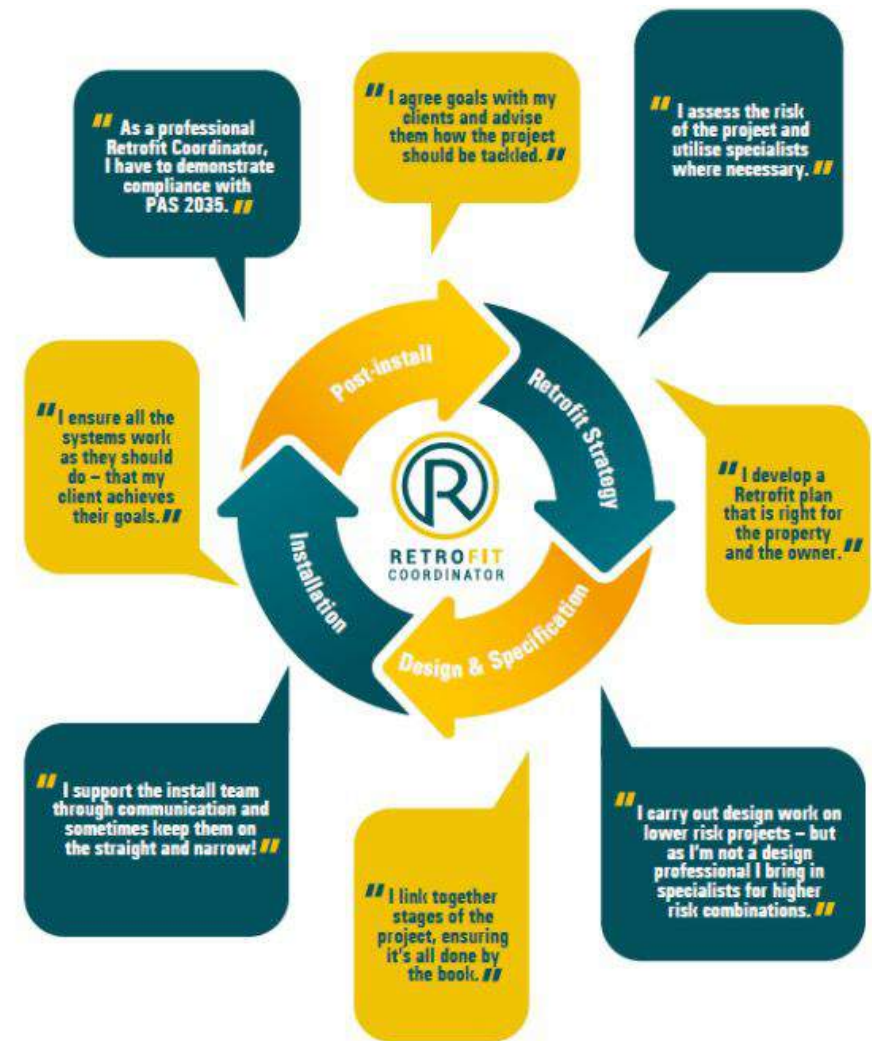 " As a professional
Retrofit Coordinator,
I have to demonstrate
compliance with
PAS 2035. "
" I agree goals with my
clients and advise
them how the project
should be tackled. "
" I assess the risk
of the project and
utilise specialists
where necessary. "
" I ensure all the
systems work
as they should
do – that my
client achieves
their goals. "
Post-install
Retrofit Strategy
Design & Specification
Installation
R
RETROFIT
COORDINATOR
" I develop a
Retrofit plan
that is right for
the property
and the owner. "
" I support the install team
through communication and
sometimes keep them on
the straight and narrow! "
" I link together
stages of the
project, ensuring
it's all done by
the book. "
" I carry out design work on
lower risk projects – but
as I'm not a design
professional I bring in
specialists for higher
risk combinations. "